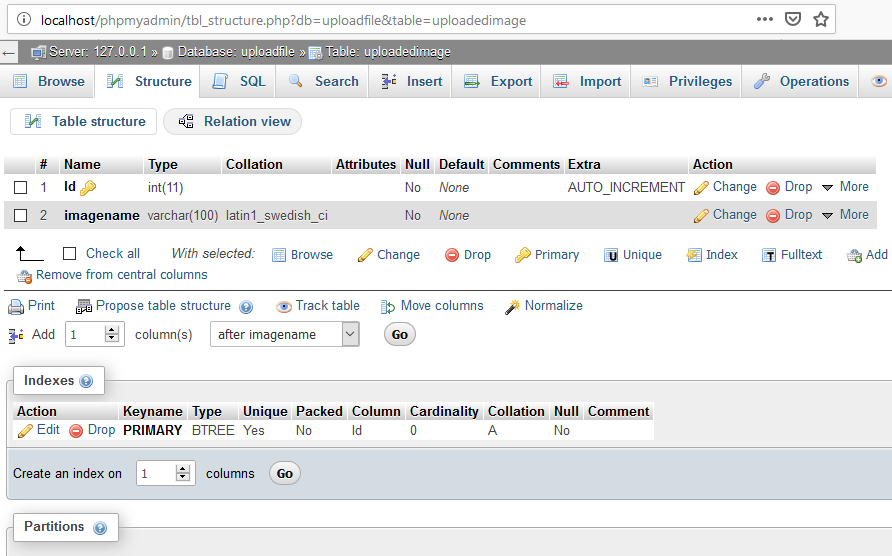 localhost/phpmyadmin/tbl_structure.php?db=uploadfile&table=uploadedimage
Server: 127.0.0.1 » Database: uploadfile » Table: uploadedimage
Browse Structure SQL Search Insert Export Import Privileges Operations
Table structure Relation view
# Name Type Collation Attributes Null Default Comments Extra Action
1 Id int(11) No None AUTO_INCREMENT Change Drop More
2 imagename varchar(100) latin1_swedish_ci No None Change Drop More
Check all With selected: Browse Change Drop Primary Unique Index Fulltext Add
Remove from central columns
Print Propose table structure Track table Move columns Normalize
Add 1 column(s) after imagename Go
Indexes
Action Keyname Type Unique Packed Column Cardinality Collation Null Comment
Edit Drop PRIMARY BTREE Yes No Id 0 A No
Create an index on 1 columns Go
Partitions